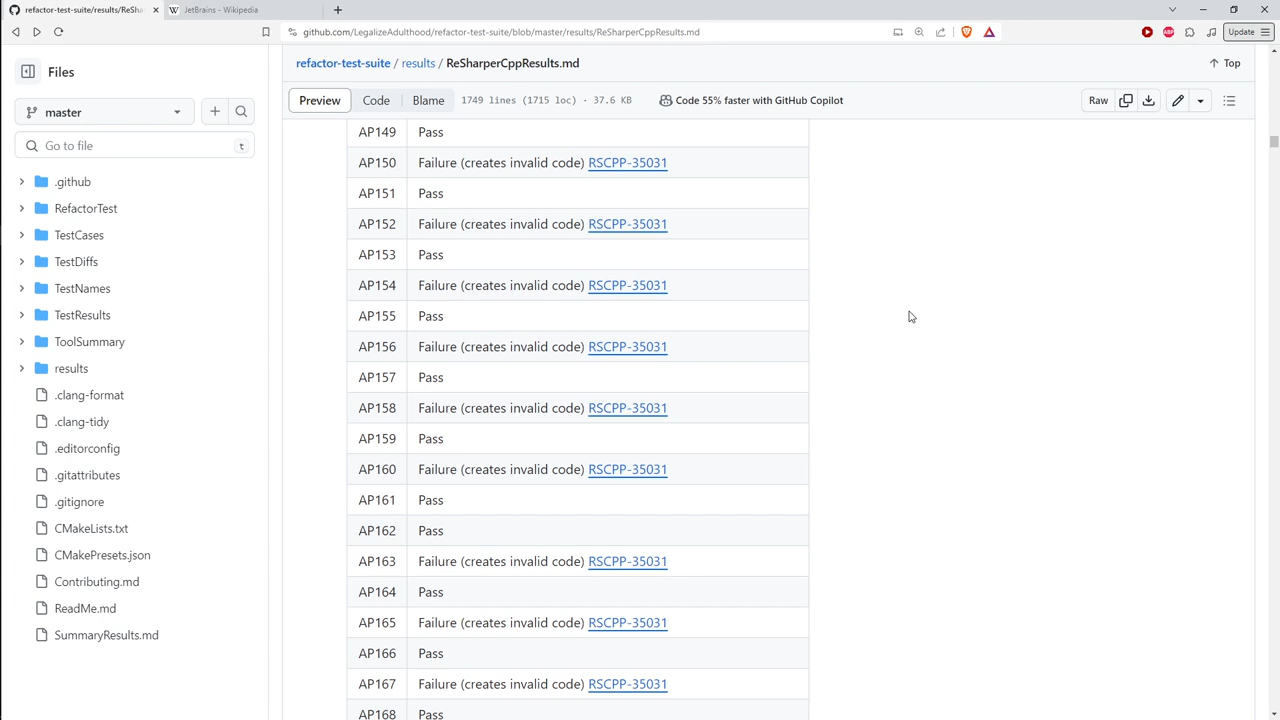 refactor-test-suite/results/ReSha
JetBrains - Wikipedia
github.com/LegalizeAdulthood/refactor-test-suite/blob/master/results/ReSharperCppResults.md
Update
Files
master
Go to file
t
.github
RefactorTest
TestCases
TestDiffs
TestNames
TestResults
ToolSummary
results
.clang-format
.clang-tidy
.editorconfig
.gitattributes
.gitignore
CMakeLists.txt
CMakePresets.json
Contributing.md
ReadMe.md
SummaryResults.md
refactor-test-suite / results / ReSharperCppResults.md
Top
Preview Code Blame 1749 lines (1715 loc) · 37.6 KB Code 55% faster with GitHub Copilot Raw
AP149 Pass
AP150 Failure (creates invalid code) RSCPP-35031
AP151 Pass
AP152 Failure (creates invalid code) RSCPP-35031
AP153 Pass
AP154 Failure (creates invalid code) RSCPP-35031
AP155 Pass
AP156 Failure (creates invalid code) RSCPP-35031
AP157 Pass
AP158 Failure (creates invalid code) RSCPP-35031
AP159 Pass
AP160 Failure (creates invalid code) RSCPP-35031
AP161 Pass
AP162 Pass
AP163 Failure (creates invalid code) RSCPP-35031
AP164 Pass
AP165 Failure (creates invalid code) RSCPP-35031
AP166 Pass
AP167 Failure (creates invalid code) RSCPP-35031
AP168 Pass